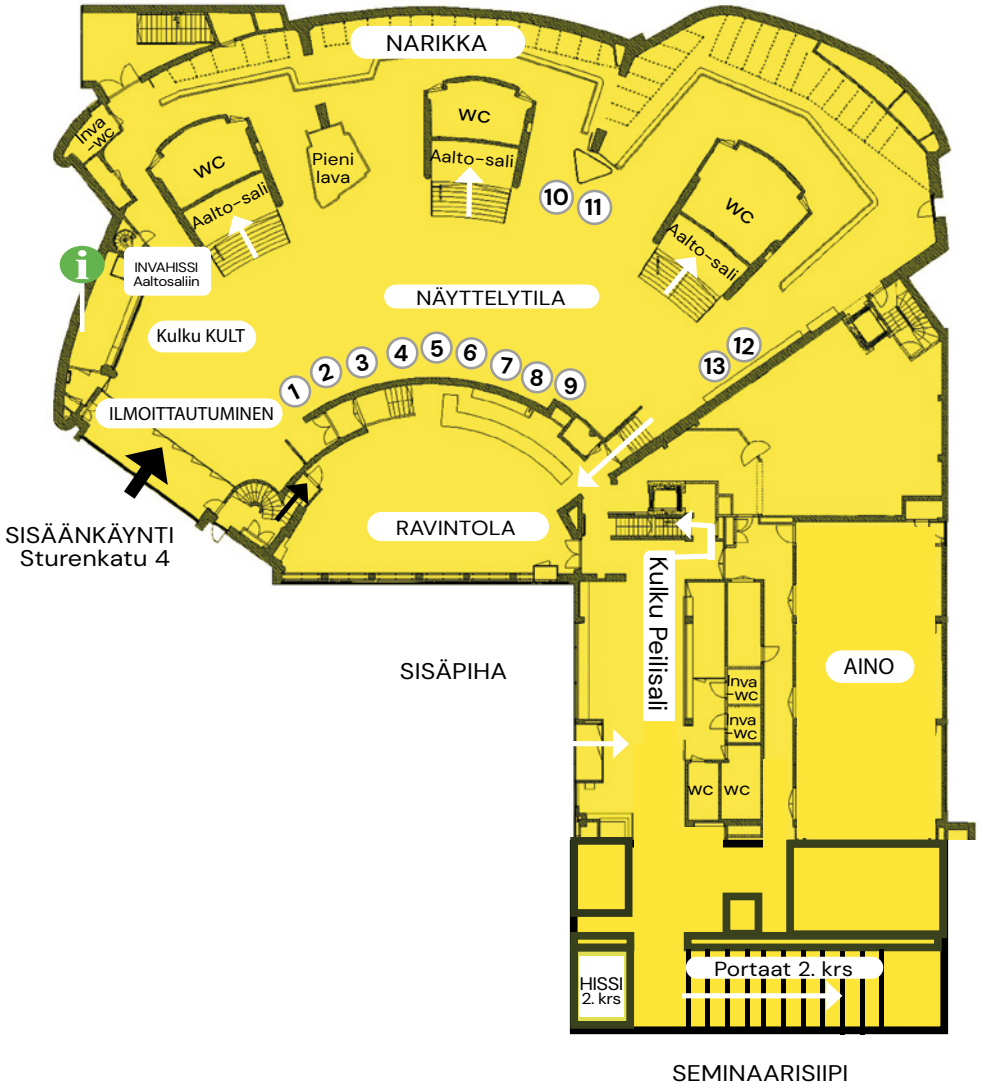 NARIKKA
Inva
-wc
WC
Aalto-sali
Pieni
lava
WC
Aalto-sali
10
11
WC
Aalto-sali
i
INVAHISSI
Aaltosaliin
NÄYTTELYTILA
Kulku KULT
1
2
3
4
5
6
7
8
9
12
13
ILMOITTAUTUMINEN
SISÄÄNKÄYNTI
Sturenkatu 4
RAVINTOLA
Kulku Peilisali
SISÄPIHA
AINO
Inva
-wc
Inva
-wc
WC
WC
HISSI
2. krs
Portaat 2. krs
SEMINAARISIIPI